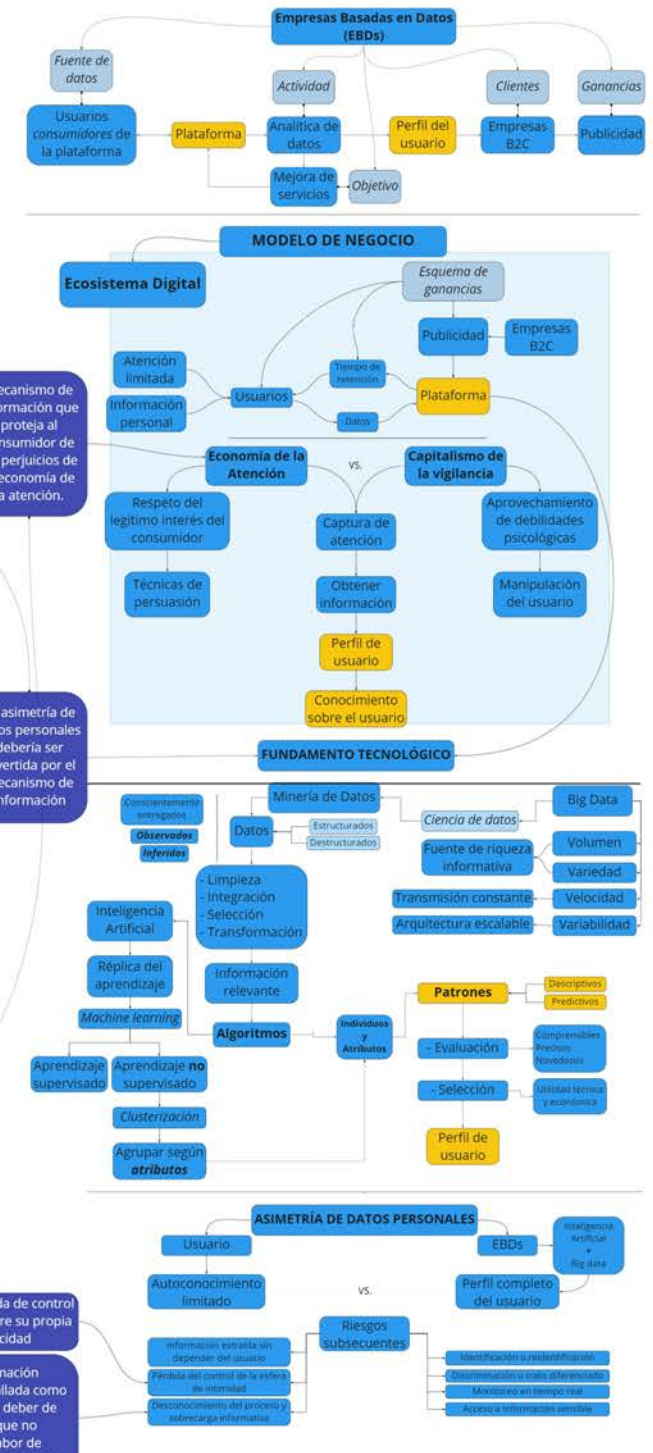 Empresas Basadas en Datos
(EBDs)
Fuente de
datos
Actividad
Clientes
Ganancias
Usuarios
consumidores de
la plataforma
Plataforma
Analítica de
datos
Perfil del
usuario
Empresas
B2C
Publicidad
Mejora de
servicios
Objetivo
MODELO DE NEGOCIO
Ecosistema Digital
Esquema de
ganancias
Publicidad
Empresas
B2C
Atención
limitada
Información
personal
Usuarios
Tiempo de
retención
Datos
Plataforma
ecanismo de
ormación que
proteja al
nsumidor de
perjuicios de
economía de
a atención.
Economía de la
Atención
vs.
Capitalismo de
la vigilancia
Respeto del
legítimo interés del
consumidor
Captura de
atención
Aprovechamiento
de debilidades
psicológicas
Técnicas de
persuasión
Obtener
información
Manipulación
del usuario
Perfil de
usuario
Conocimiento
sobre el usuario
asimetría de
os personales
debería ser
vertida por el
ecanismo de
nformación
FUNDAMENTO TECNOLÓGICO
Conscientemente
entregados
Observados
Inferidos
Minería de Datos
Datos
Estructurados
Destructurados
Ciencia de datos
Big Data
Fuente de riqueza
informativa
Volumen
Variedad
Transmisión constante
Velocidad
Arquitectura escalable
Variabilidad
- Limpieza
- Integración
- Selección
- Transformación
Inteligencia
Artificial
Réplica del
aprendizaje
Información
relevante
Machine learning
Algoritmos
Individuos
y
Atributos
Patrones
Descriptivos
Predictivos
- Evaluación
Comprensibles
Precisos
Novedosos
- Selección
Utilidad técnica
y económica
Perfil de
usuario
Aprendizaje
supervisado
Aprendizaje no
supervisado
Clusterización
Agrupar según
atributos
ASIMETRÍA DE DATOS PERSONALES
Usuario
EBDs
Inteligencia
Artificial
+
Big data
Autoconocimiento
limitado
vs.
Perfil completo
del usuario
Riesgos
subsecuentes
da de control
re su propia
cidad
Información extraída sin
depender del usuario
Pérdida del control de la esfera
de intimidad
Desconocimiento del proceso y
sobrecarga informativa
Identificación o reidentificación
Discriminación o trato diferenciado
Monitoreo en tiempo real
Acceso a información sensible
mación
allada como
deber de
que no
abor de